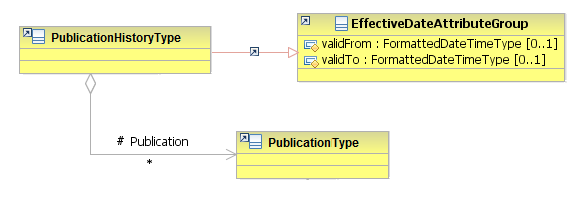 PublicationHistoryType
EffectiveDateAttributeGroup
validFrom : FormattedDateTimeType [0..1]
validTo : FormattedDateTimeType [0..1]
# Publication
*
PublicationType